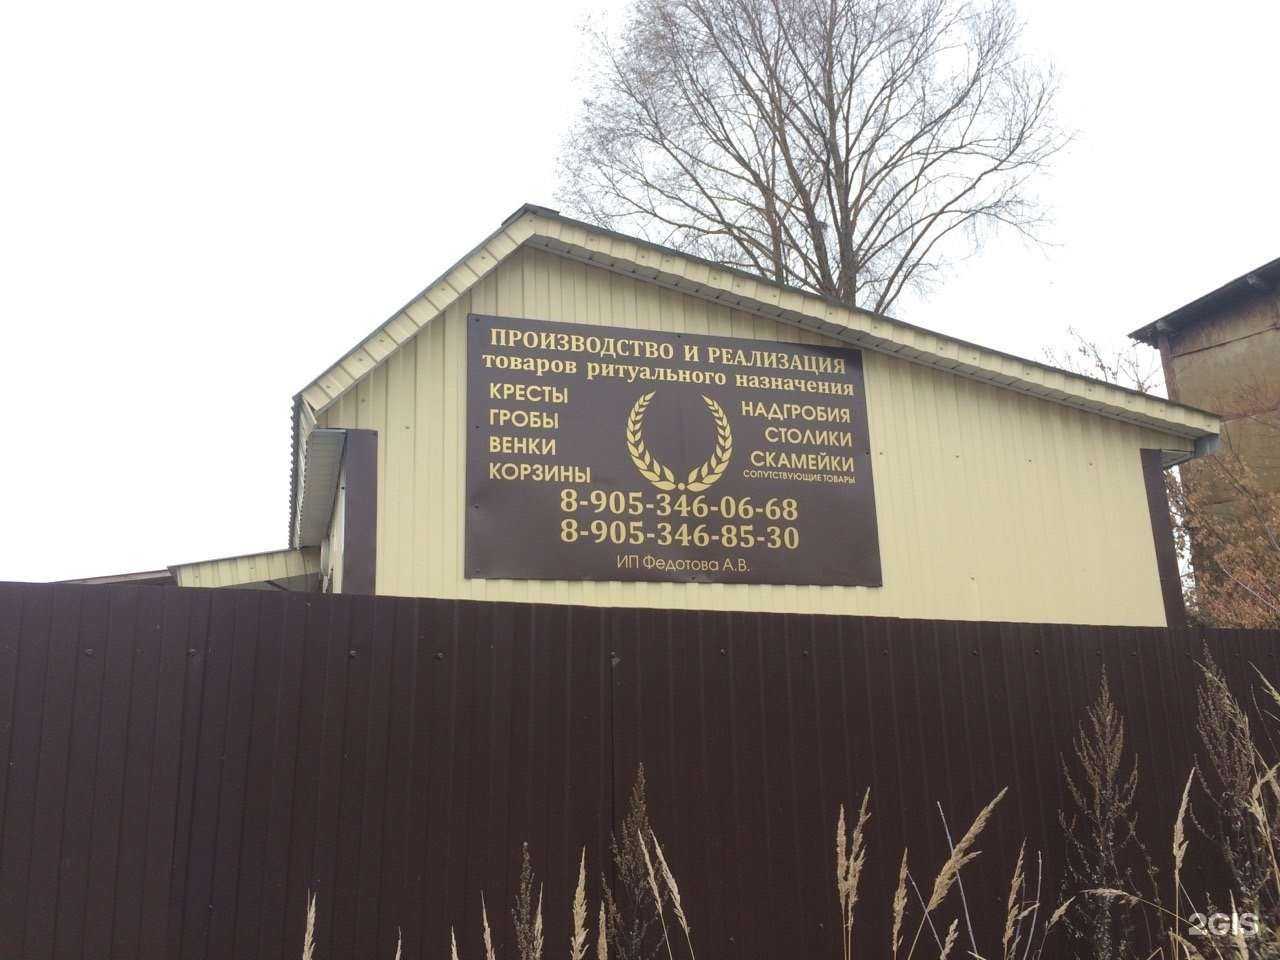 ПРОИЗВОДСТВО И РЕАЛИЗАЦИЯ
товаров ритуального назначения
КРЕСТЫ
ГРОБЫ
ВЕНКИ
КОРЗИНЫ
НАДГРОБИЯ
СТОЛИКИ
СКАМЕЙКИ
СОПУТСТВУЮЩИЕ ТОВАРЫ
8-905-346-06-68
8-905-346-85-30
ИП Федотова А.В.
2GIS